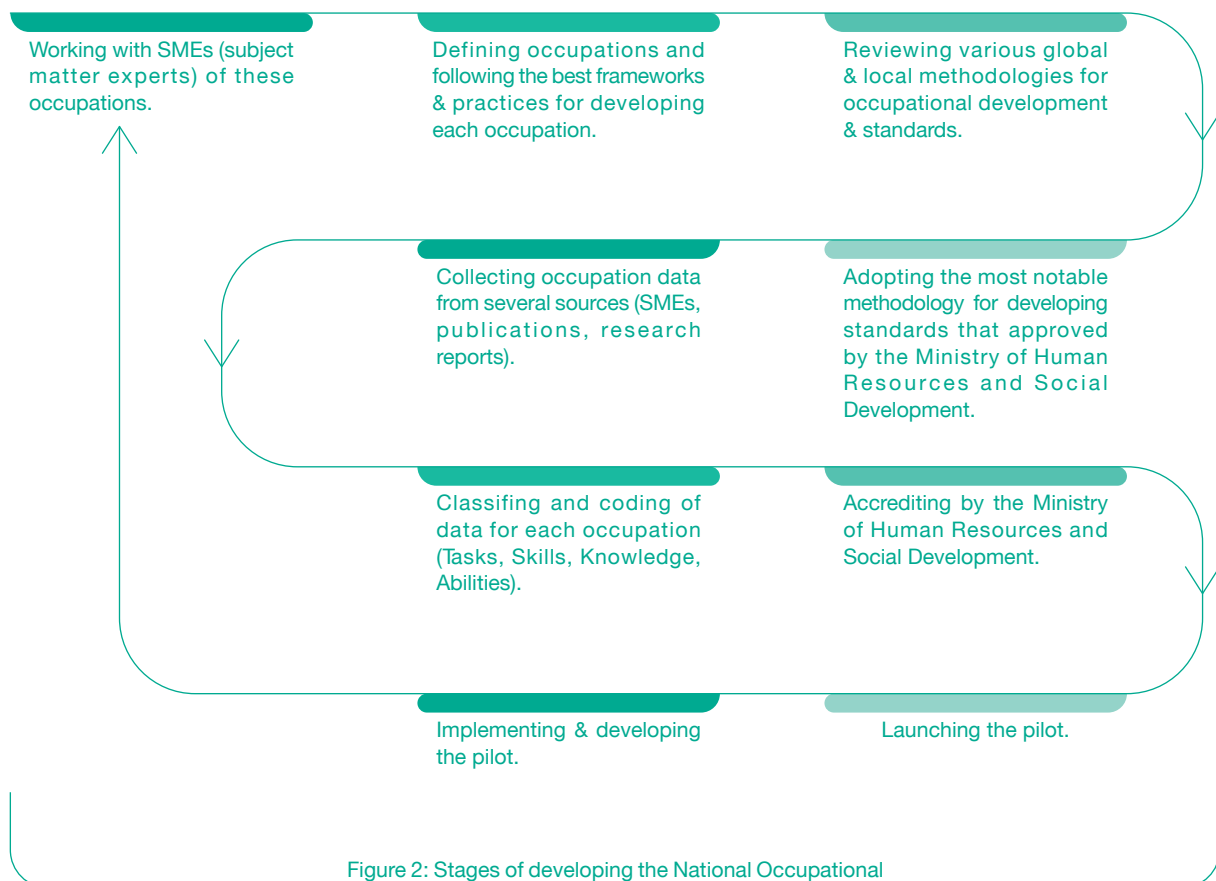 Working with SMEs (subject
matter experts) of these
occupations.
Defining occupations and
following the best frameworks
& practices for developing
each occupation.
Reviewing various global
& local methodologies for
occupational development
& standards.
Adopting the most notable
methodology for developing
standards that approved
by the Ministry of Human
Resources and Social
Development.
Collecting occupation data
from several sources (SMEs,
publications, research
reports).
Classifing and coding of
data for each occupation
(Tasks, Skills, Knowledge,
Abilities).
Accrediting by the Ministry
of Human Resources and
Social Development.
Launching the pilot.
Implementing & developing
the pilot.
Figure 2: Stages of developing the National Occupational